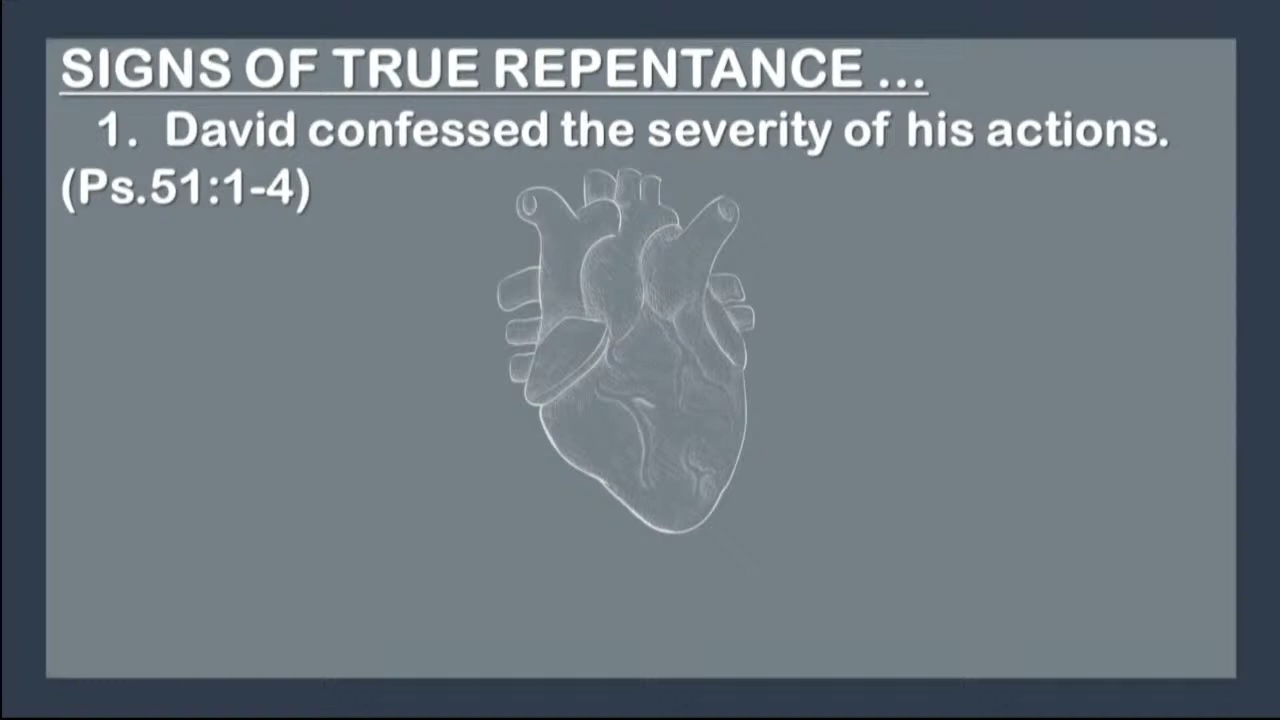 SIGNS OF TRUE REPENTANCE ...
1. David confessed the severity of his actions.
(Ps.51:1-4)